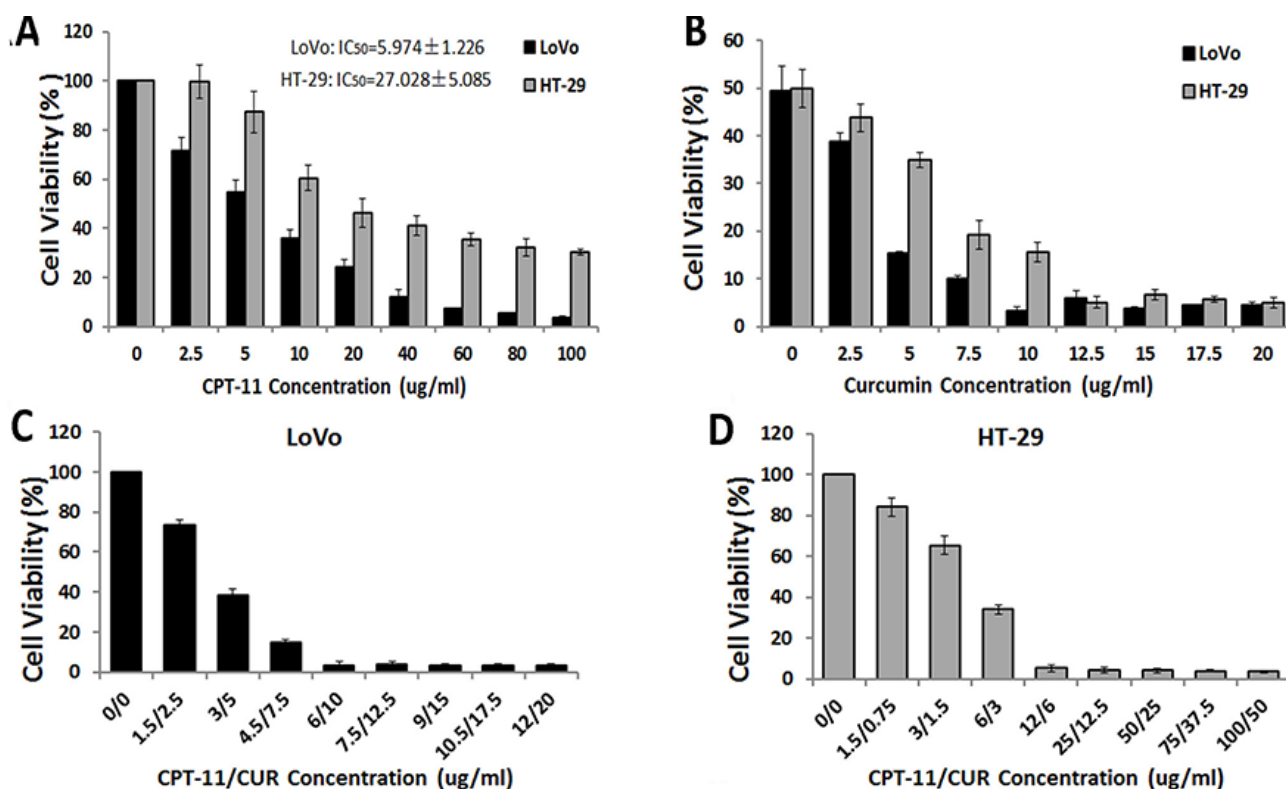 AA
120
100
80
60
40
20
0
Cell Viability (%)
LoVo: IC50=5.974±1.226
HT-29: IC50=27.028±5.085
LoVo
HT-29
0 2.5 5 10 20 40 60 80 100
CPT-11 Concentration (ug/ml)
B
60
50
40
30
20
10
0
Cell Viability (%)
LoVo
HT-29
0 2.5 5 7.5 10 12.5 15 17.5 20
Curcumin Concentration (ug/ml)
C
LoVo
120
100
80
60
40
20
0
Cell Viability (%)
0/0 1.5/2.5 3/5 4.5/7.5 6/10 7.5/12.5 9/15 10.5/17.5 12/20
CPT-11/CUR Concentration (ug/ml)
D
HT-29
120
100
80
60
40
20
0
Cell Viability (%)
0/0 1.5/0.75 3/1.5 6/3 12/6 25/12.5 50/25 75/37.5 100/50
CPT-11/CUR Concentration (ug/ml)